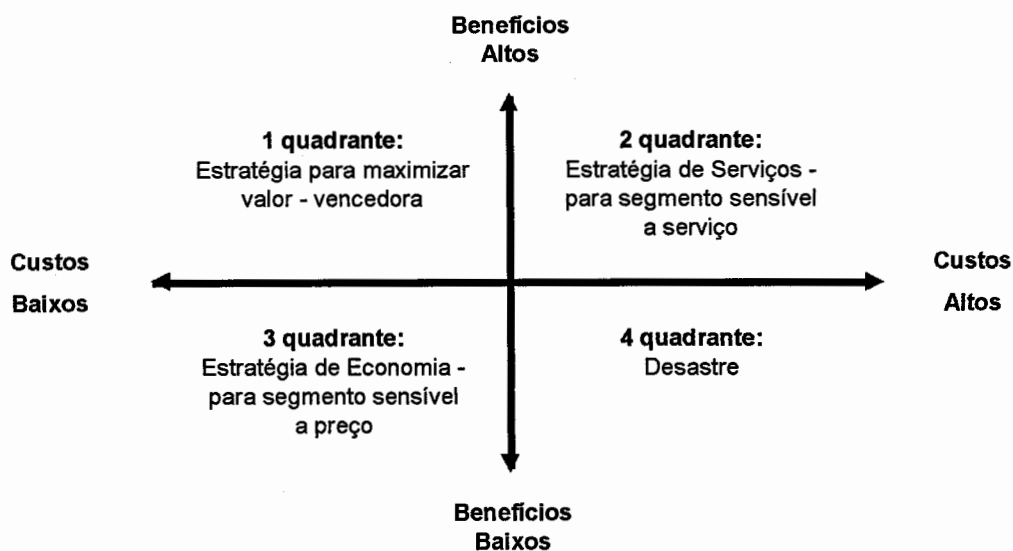 Benefícios
Altos
1 quadrante:
Estratégia para maximizar
valor - vencedora
2 quadrante:
Estratégia de Serviços -
para segmento sensível
a serviço
Custos
Baixos
Custos
Altos
3 quadrante:
Estratégia de Economia -
para segmento sensível
a preço
4 quadrante:
Desastre
Benefícios
Baixos